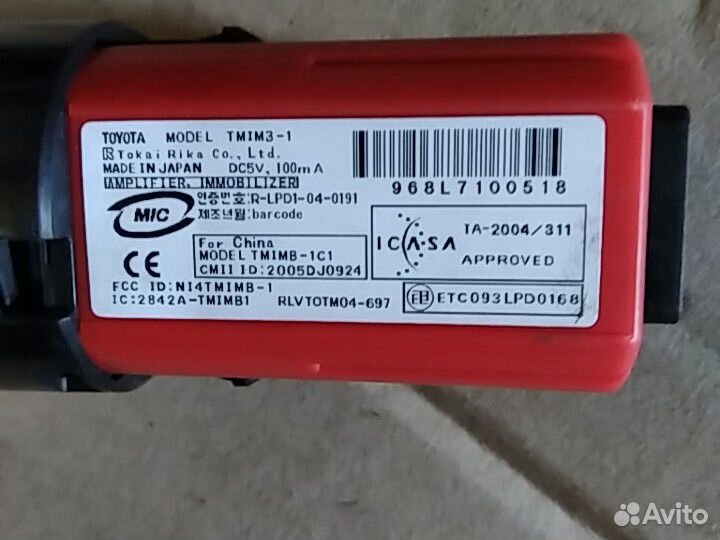 TOYOTA MODEL TMIM3-1
Tokai Rika Co., Ltd.
MADE IN JAPAN DC5V, 100mA
AMPLIFIER, IMMOBILIZER
968L7100518
MIC
인증번호:R-LPD1-04-0191
제조년월:barcode
For China
MODEL TMIMB-1C1
CMII ID:2005DJ0924
CE
ICASA
TA-2004/311
APPROVED
FCC ID:NI4TMIMB-1
IC:2842A-TMIMB1
RLVTOTM04-697
ETC093LPD0168
Avito